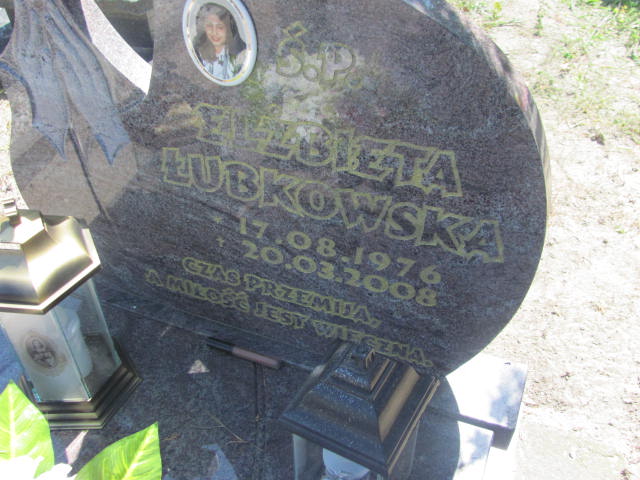 Ś.P.
ELŻBIETA
ŁUBKOWSKA
* 17.08.1976
† 20.03.2008
CZAS PRZEMIJA,
A MIŁOŚĆ JEST WIECZNA.